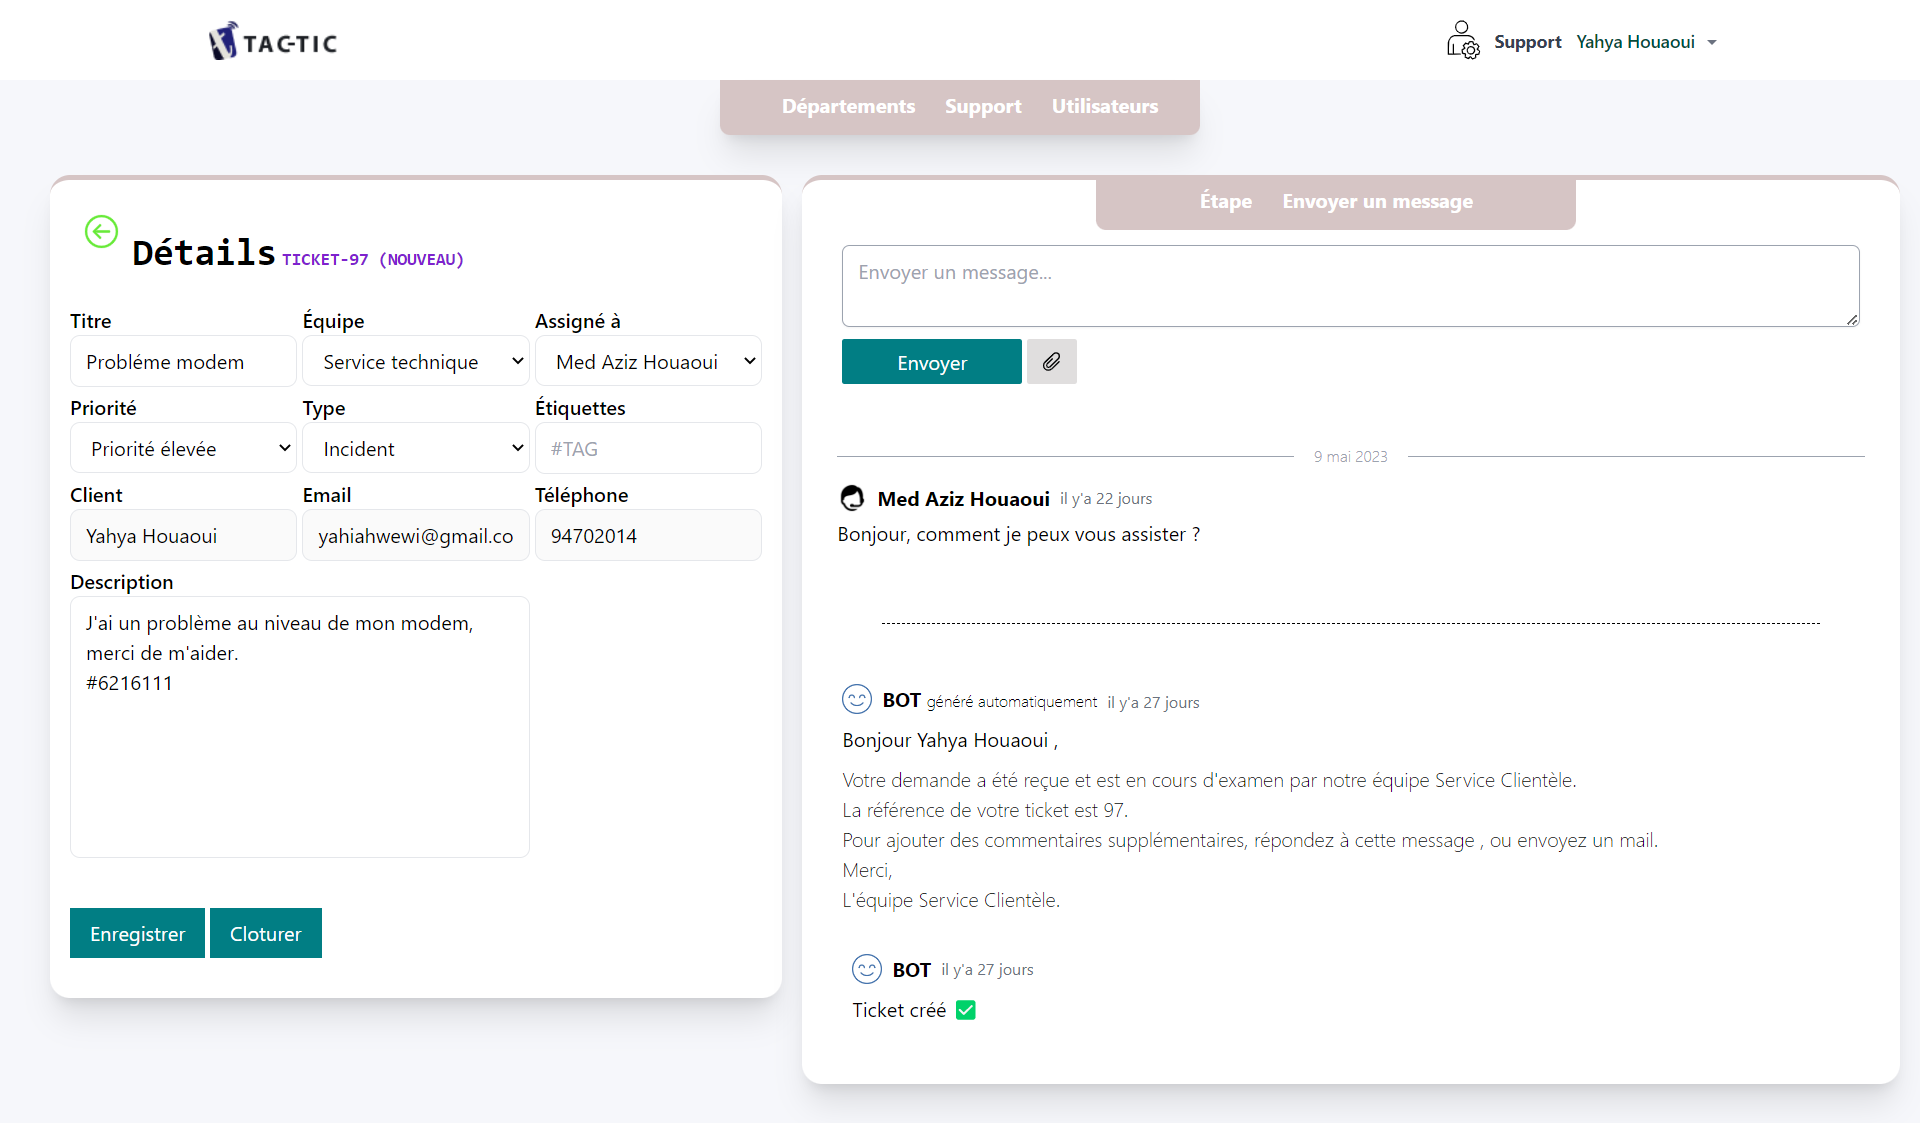 TAC-TIC
Support Yahya Houaoui
Départements Support Utilisateurs
Détails TICKET-97 (NOUVEAU)
Titre Équipe Assigné à
Probléme modem Service technique Med Aziz Houaoui
Priorité Type Étiquettes
Priorité élevée Incident #TAG
Client Email Téléphone
Yahya Houaoui yahiahwewi@gmail.co 94702014
Description
J'ai un problème au niveau de mon modem,
merci de m'aider.
#6216111
Enregistrer Cloturer
Étape Envoyer un message
Envoyer un message...
Envoyer
9 mai 2023
Med Aziz Houaoui il y'a 22 jours
Bonjour, comment je peux vous assister ?
BOT généré automatiquement il y'a 27 jours
Bonjour Yahya Houaoui ,
Votre demande a été reçue et est en cours d'examen par notre équipe Service Clientèle.
La référence de votre ticket est 97.
Pour ajouter des commentaires supplémentaires, répondez à cette message , ou envoyez un mail.
Merci,
L'équipe Service Clientèle.
BOT il y'a 27 jours
Ticket créé ✅